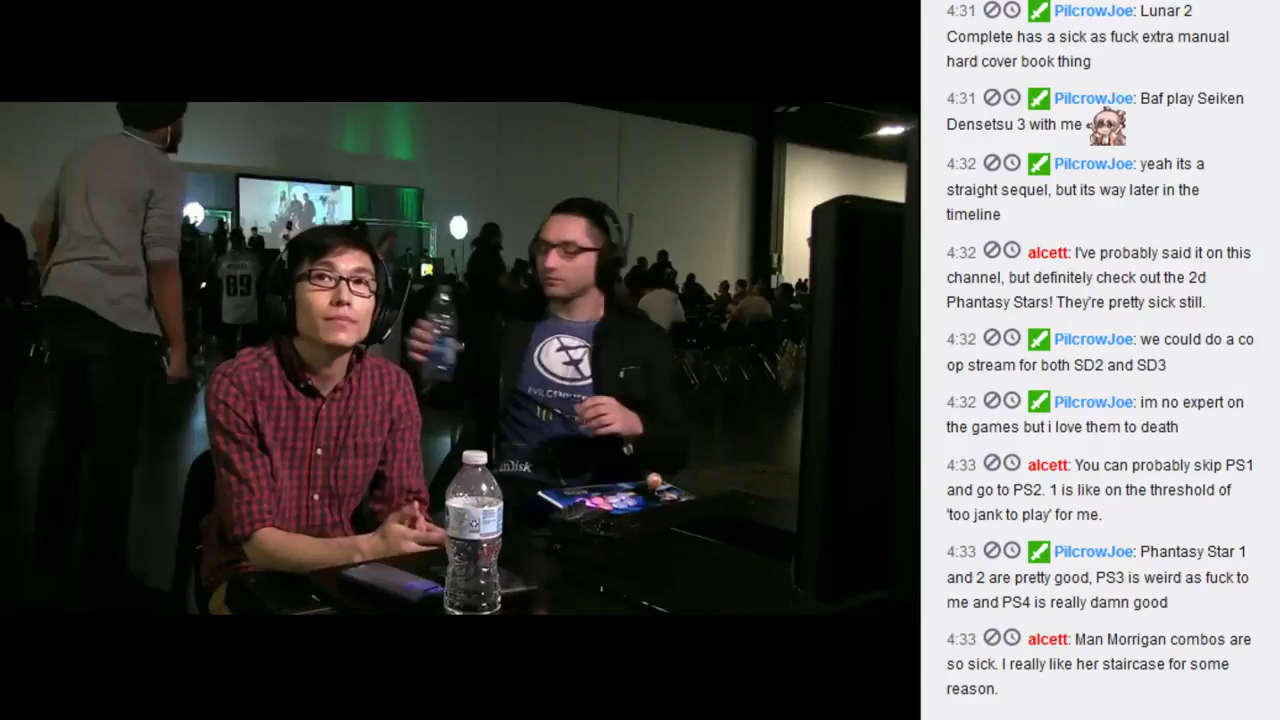 4:31 PilcrowJoe: Lunar 2
Complete has a sick as fuck extra manual
hard cover book thing
4:31 PilcrowJoe: Baf play Seiken
Densetsu 3 with me
4:32 PilcrowJoe: yeah its a
straight sequel, but its way later in the
timeline
4:32 alcett: I've probably said it on this
channel, but definitely check out the 2d
Phantasy Stars! They're pretty sick still.
4:32 PilcrowJoe: we could do a co
op stream for both SD2 and SD3
4:32 PilcrowJoe: im no expert on
the games but i love them to death
4:33 alcett: You can probably skip PS1
and go to PS2. 1 is like on the threshold of
'too jank to play' for me.
4:33 PilcrowJoe: Phantasy Star 1
and 2 are pretty good, PS3 is weird as fuck to
me and PS4 is really damn good
4:33 alcett: Man Morrigan combos are
so sick. I really like her staircase for some
reason.
89